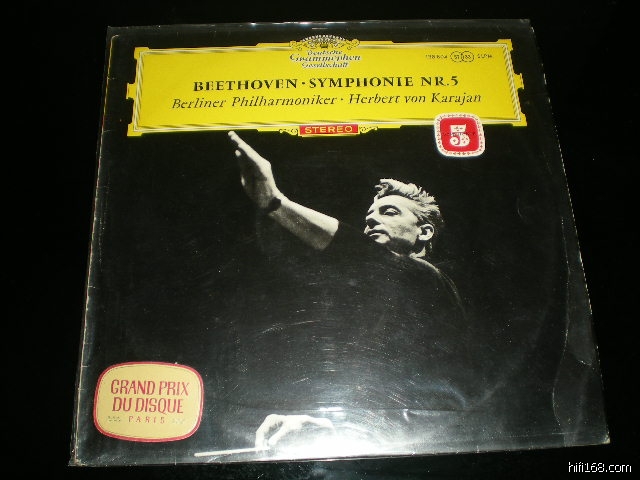 Deutsche
Grammophon
Gesellschaft
BEETHOVEN · SYMPHONIE NR. 5
Berliner Philharmoniker · Herbert von Karajan
STEREO
5
GRAND PRIX
DU DISQUE
PARIS
hifi168.com